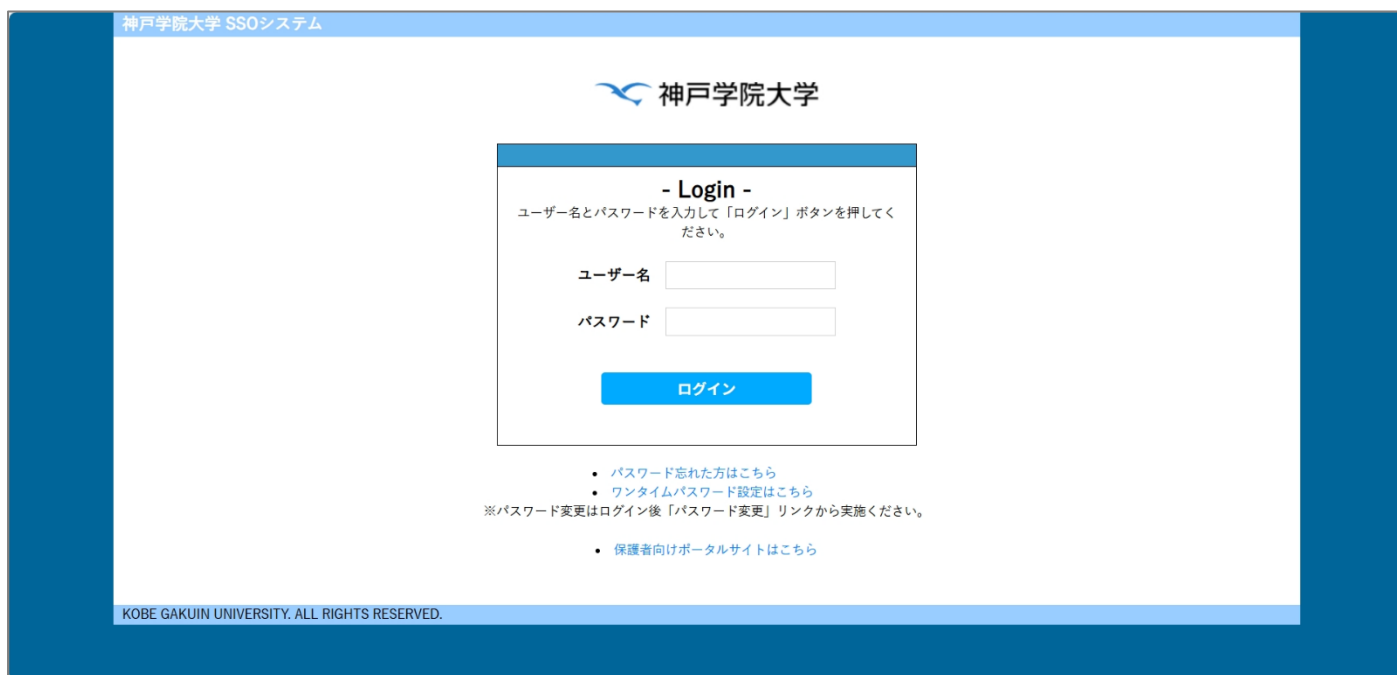 神戸学院大学 SSOシステム
神戸学院大学
- Login -
ユーザー名とパスワードを入力して「ログイン」ボタンを押してく
ださい。
ユーザー名
パスワード
ログイン
• パスワード忘れた方はこちら
• ワンタイムパスワード設定はこちら
※パスワード変更はログイン後「パスワード変更」リンクから実施ください。
• 保護者向けポータルサイトはこちら
KOBE GAKUIN UNIVERSITY. ALL RIGHTS RESERVED.